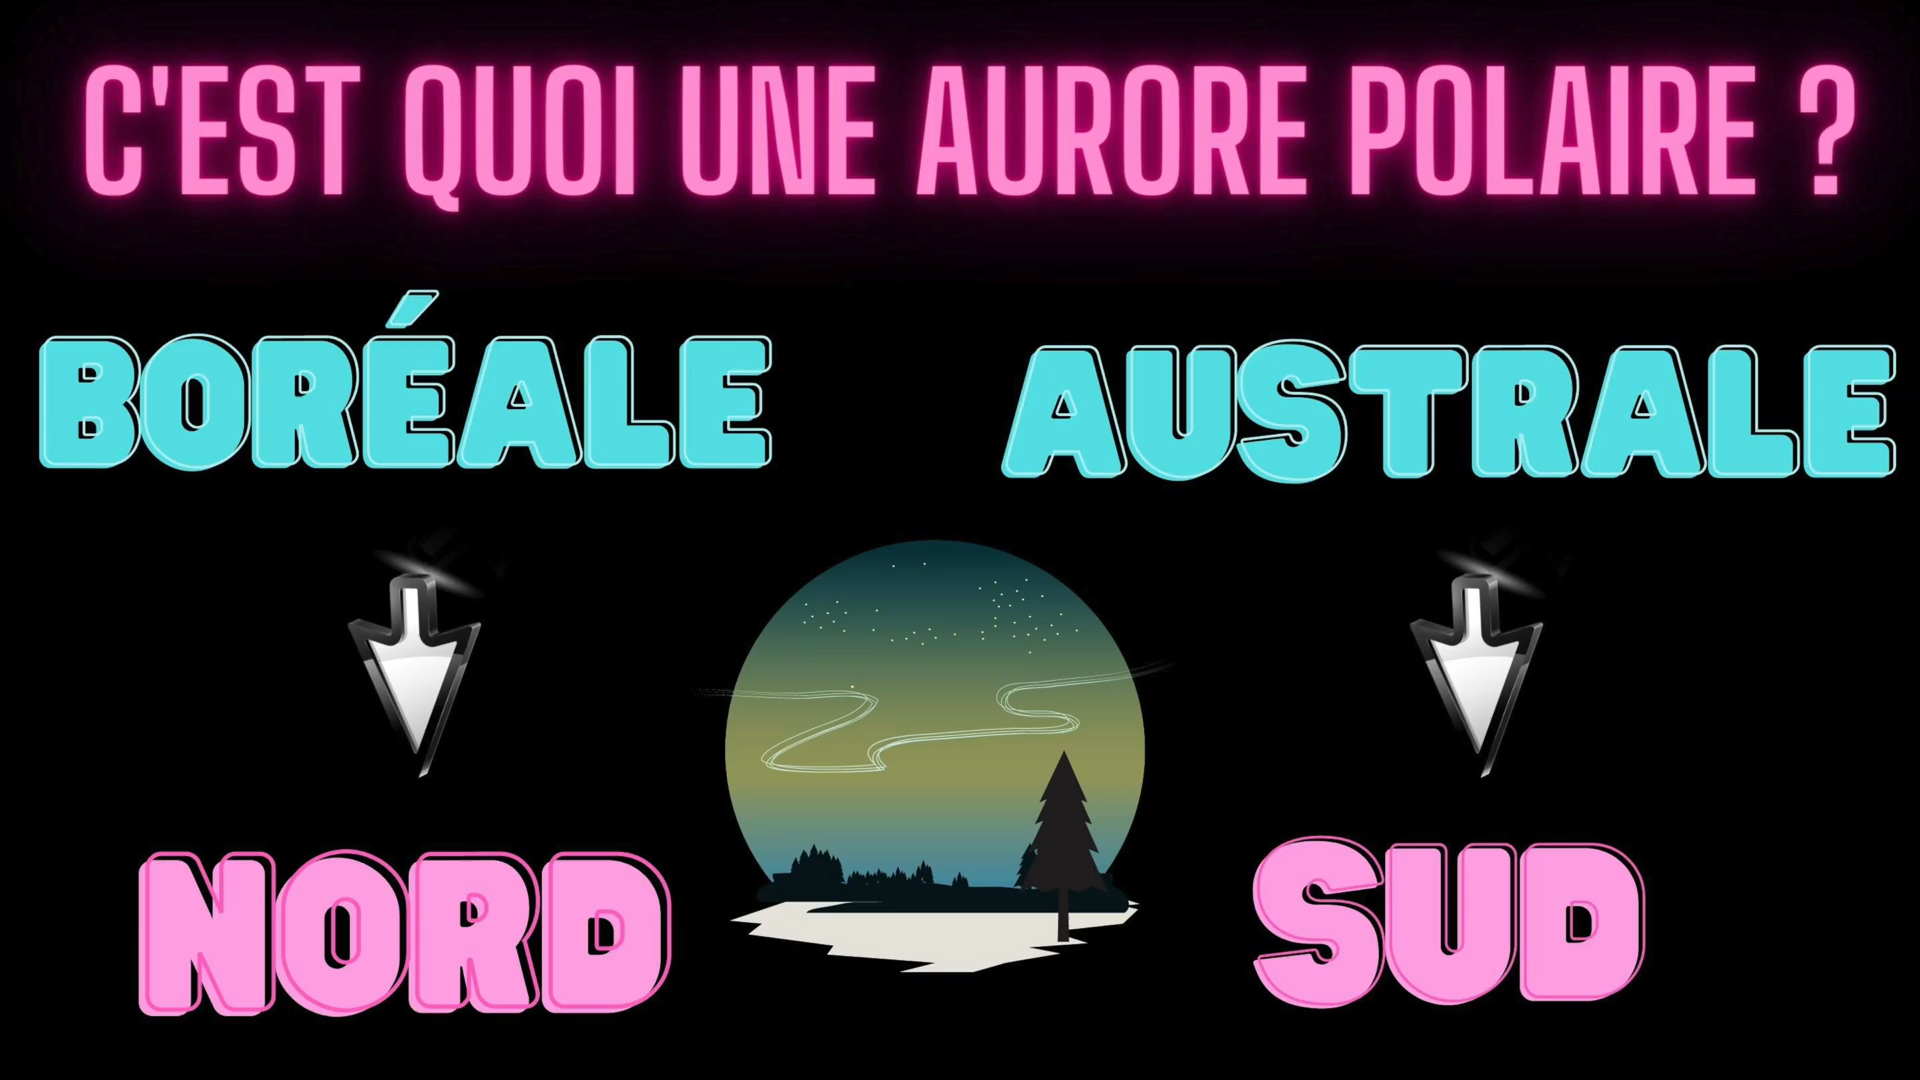 C'EST QUOI UNE AURORE POLAIRE ?
BORÉALE
AUSTRALE
NORD
SUD